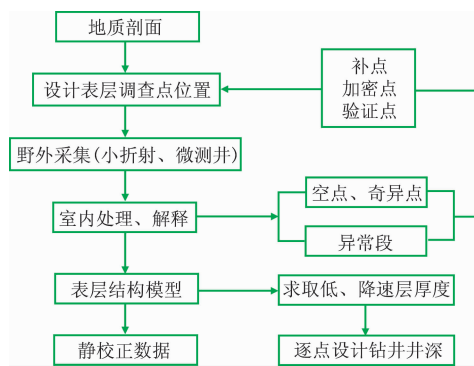 地质剖面
设计表层调查点位置
补点
加密点
验证点
野外采集(小折射、微测井)
室内处理、解释
空点、奇异点
异常段
表层结构模型
求取低、降速层厚度
静校正数据
逐点设计钻井井深